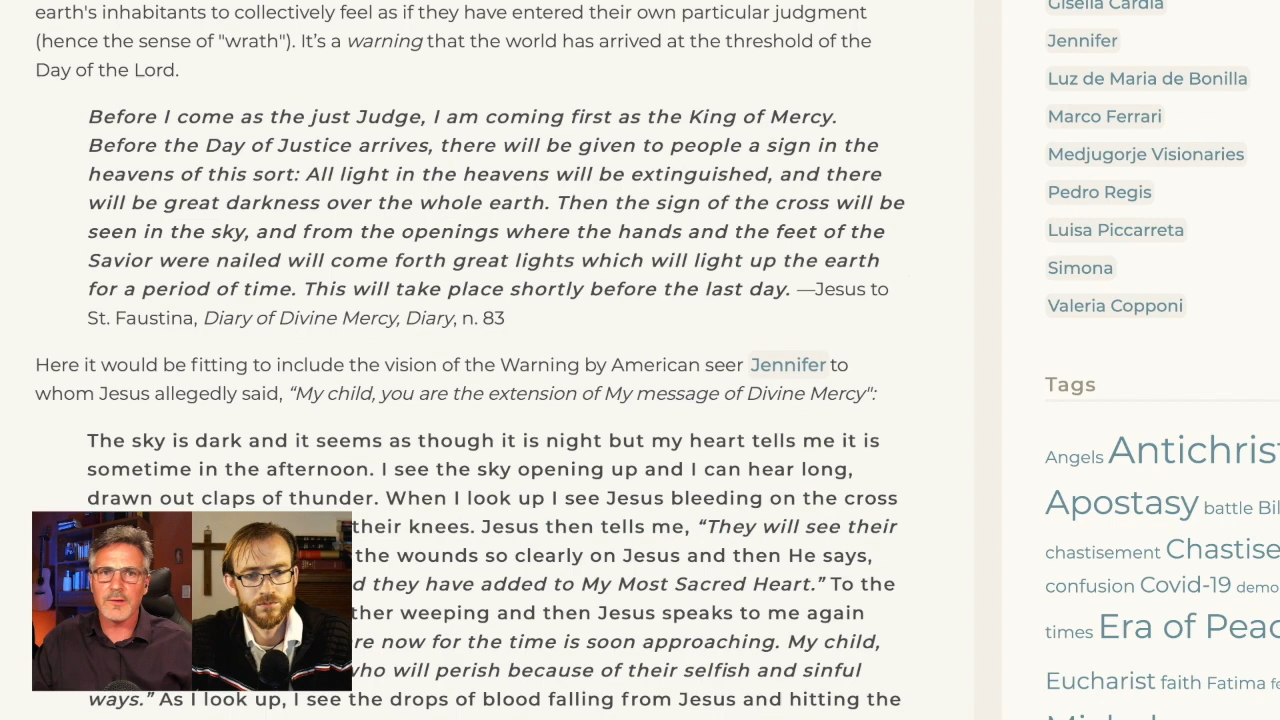 earth's inhabitants to collectively feel as if they have entered their own particular judgment
(hence the sense of "wrath"). It’s a warning that the world has arrived at the threshold of the
Day of the Lord.
Before I come as the just Judge, I am coming first as the King of Mercy.
Before the Day of Justice arrives, there will be given to people a sign in the
heavens of this sort: All light in the heavens will be extinguished, and there
will be great darkness over the whole earth. Then the sign of the cross will be
seen in the sky, and from the openings where the hands and the feet of the
Savior were nailed will come forth great lights which will light up the earth
for a period of time. This will take place shortly before the last day. —Jesus to
St. Faustina, Diary of Divine Mercy, Diary, n. 83
Here it would be fitting to include the vision of the Warning by American seer Jennifer to
whom Jesus allegedly said, “My child, you are the extension of My message of Divine Mercy":
The sky is dark and it seems as though it is night but my heart tells me it is
sometime in the afternoon. I see the sky opening up and I can hear long,
drawn out claps of thunder. When I look up I see Jesus bleeding on the cross
their knees. Jesus then tells me, “They will see their
the wounds so clearly on Jesus and then He says,
they have added to My Most Sacred Heart.” To the
weeping and then Jesus speaks to me again
now for the time is soon approaching. My child,
who will perish because of their selfish and sinful
ways.” As I look up, I see the drops of blood falling from Jesus and hitting the
Gisella Cardia
Jennifer
Luz de Maria de Bonilla
Marco Ferrari
Medjugorje Visionaries
Pedro Regis
Luisa Piccarreta
Simona
Valeria Copponi
Tags
Angels Antichrist
Apostasy battle
chastisement Chastise
confusion Covid-19 demo
times Era of Peac
Eucharist faith Fatima